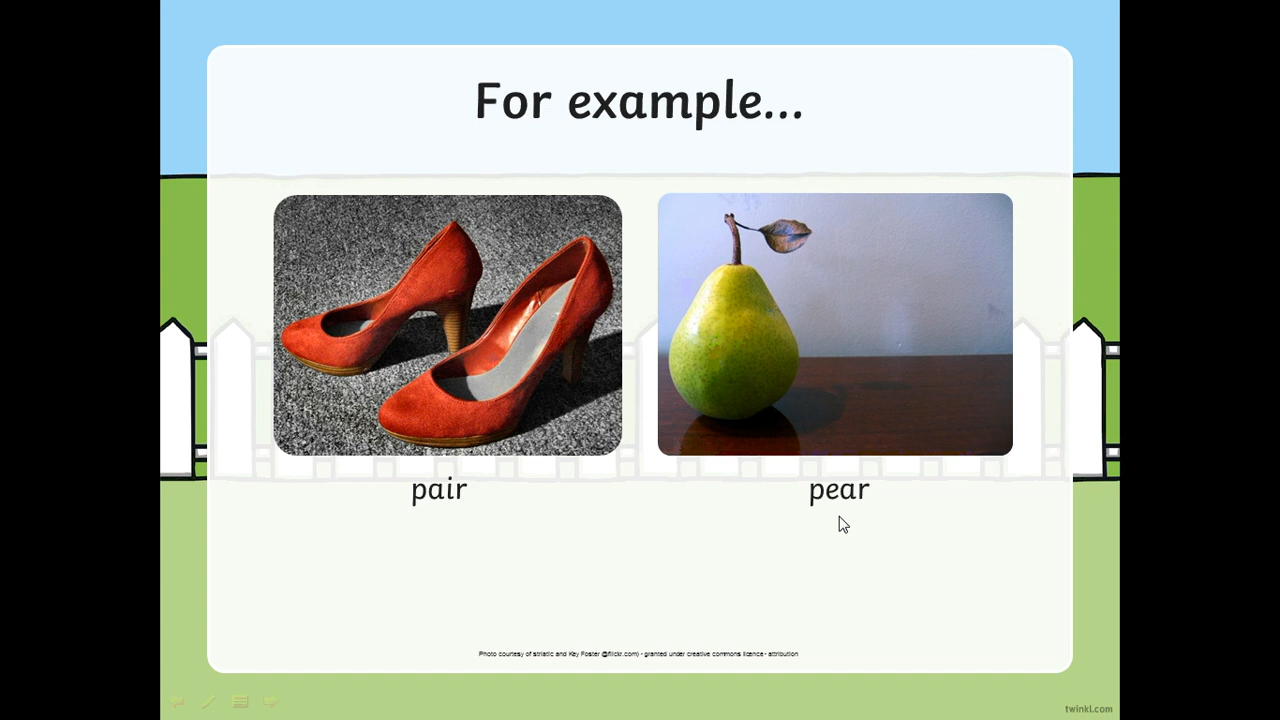 For example...
pair
pear
Photo courtesy of striatic and Key Foster @flickr.com) - granted under creative commons licence - attribution
twinkl.com